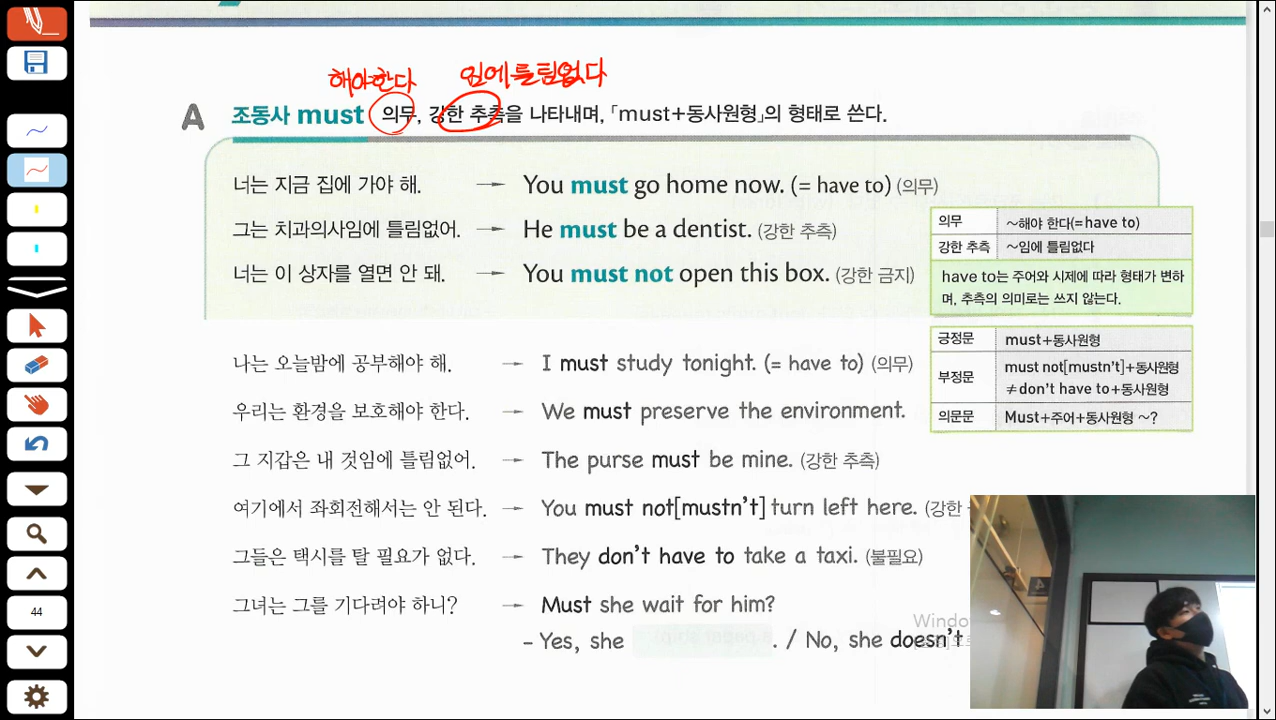 해야한다 임에 틀림없다
A 조동사 must 의무, 강한 추측을 나타내며, 「must+동사원형」의 형태로 쓴다.
너는 지금 집에 가야 해. → You must go home now. (= have to) (의무)
그는 치과의사임에 틀림없어. → He must be a dentist. (강한 추측)
너는 이 상자를 열면 안 돼. → You must not open this box. (강한 금지)
의무 ~해야 한다(=have to)
강한 추측 ~임에 틀림없다
have to는 주어와 시제에 따라 형태가 변하
며, 추측의 의미로는 쓰지 않는다.
긍정문 must+동사원형
부정문 must not[mustn't]+동사원형
≠don't have to+동사원형
의문문 Must+주어+동사원형 ~?
나는 오늘밤에 공부해야 해. → I must study tonight. (= have to) (의무)
우리는 환경을 보호해야 한다. → We must preserve the environment.
그 지갑은 내 것임에 틀림없어. → The purse must be mine. (강한 추측)
여기에서 좌회전해서는 안 된다. → You must not[mustn't] turn left here. (강한
그들은 택시를 탈 필요가 없다. → They don't have to take a taxi. (불필요)
그녀는 그를 기다려야 하니? → Must she wait for him?
– Yes, she . / No, she doesn't
Windo
44